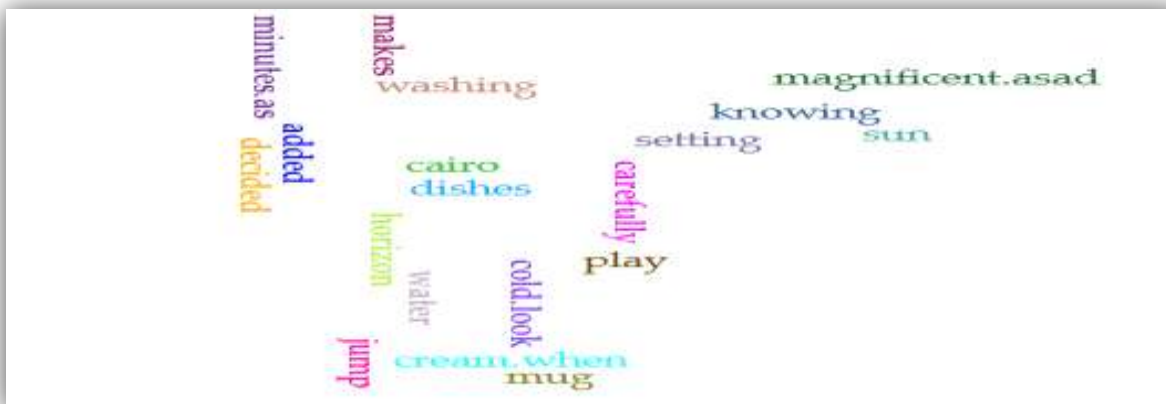 minutes.as
makes
washing
magnificent.asad
knowing
added
setting
sun
decided
cairo
carefully
dishes
horizon
play
cold.look
water
jump
cream.when
mug